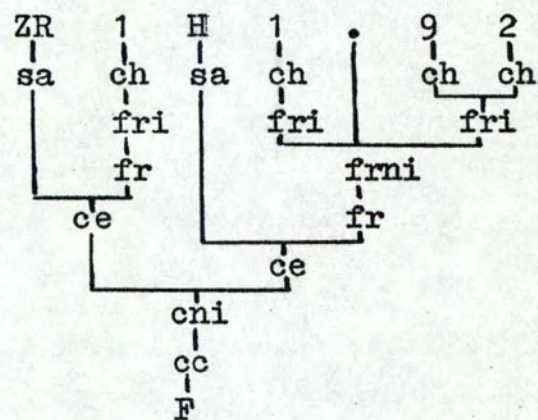 ZR 1 H 1 . 9 2
sa ch sa ch ch ch
fri fri fri
fr frni
fr
ce
ce
cni
cc
F